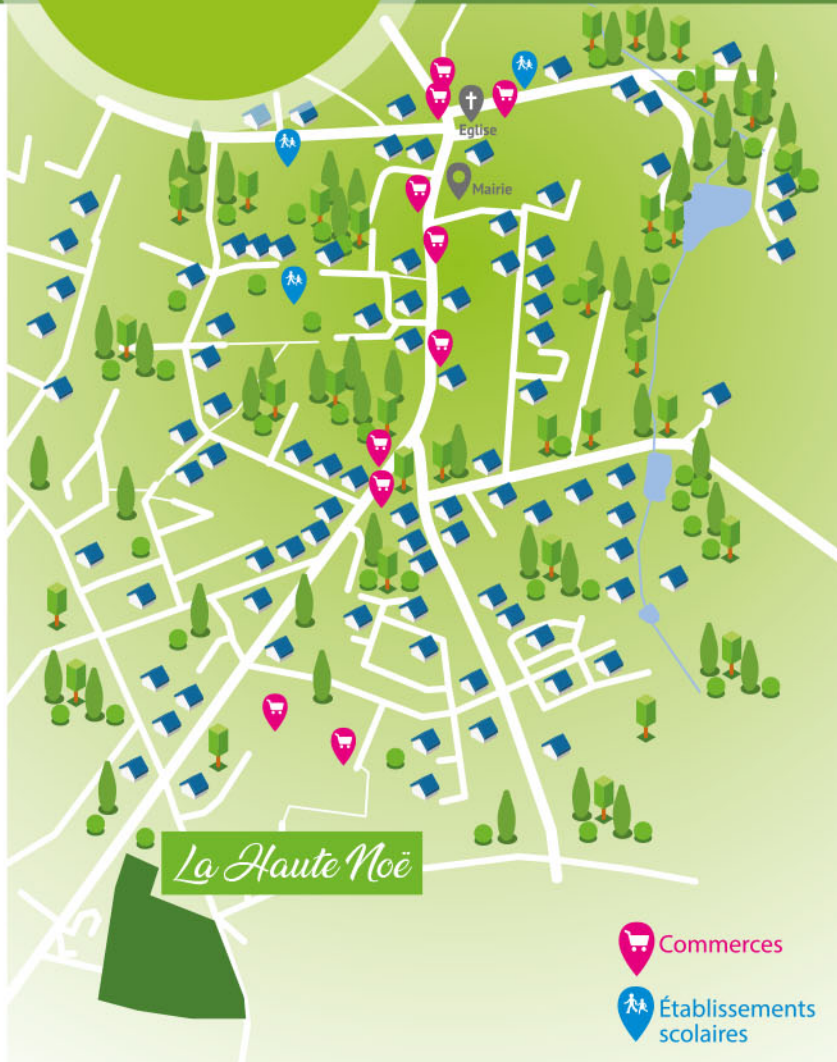 Eglise
Mairie
La Haute Noë
Commerces
Établissements
scolaires